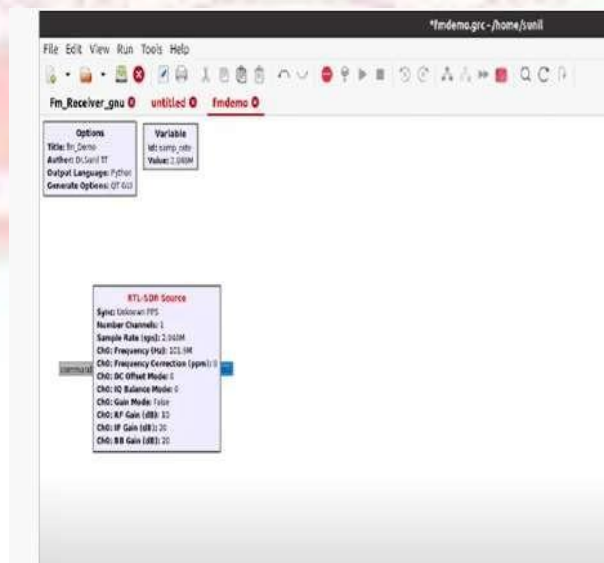 *fmdemo.grc - /home/sunil
File Edit View Run Tools Help
Fm_Receiver_gnu untitled fmdemo
Options
Title: fm_Demo
Author: Dr.Sunil TT
Output Language: Python
Generate Options: QT GUI
Variable
Id: samp_rate
Value: 2.048M
RTL-SDR Source
Sync: Unknown PPS
Number Channels: 1
Sample Rate (sps): 2.048M
Ch0: Frequency (Hz): 101.9M
Ch0: Frequency Correction (ppm): 0
Ch0: DC Offset Mode: 0
Ch0: IQ Balance Mode: 0
Ch0: Gain Mode: False
Ch0: RF Gain (dB): 10
Ch0: IF Gain (dB): 20
Ch0: BB Gain (dB): 20
command
out